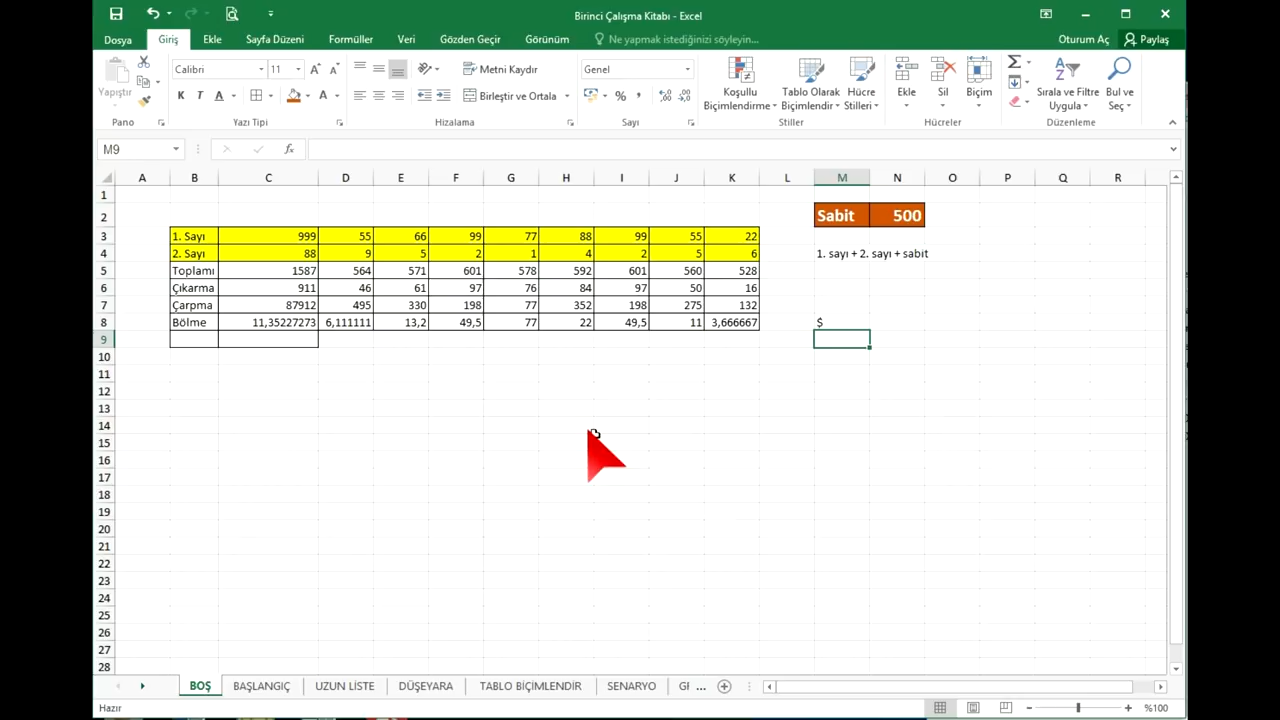 Birinci Çalışma Kitabı - Excel
Dosya Giriş Ekle Sayfa Düzeni Formüller Veri Gözden Geçir Görünüm Ne yapmak istediğinizi söyleyin... Oturum Aç Paylaş
Yapıştır
Calibri 11
K T A A
Metni Kaydır
Birleştir ve Ortala
Genel
%
Koşullu Biçimlendirme
Tablo Olarak Biçimlendir
Hücre Stilleri
Ekle Sil Biçim
Sırala ve Filtre Uygula
Bul ve Seç
Pano Yazı Tipi Hizalama Sayı Stiller Hücreler Düzenleme
M9 fx
A B C D E F G H I J K L M N O P Q R
1
2 Sabit 500
3 1. Sayı 999 55 66 99 77 88 99 55 22
4 2. Sayı 88 9 5 2 1 4 2 5 6 1. sayı + 2. sayı + sabit
5 Toplamı 1587 564 571 601 578 592 601 560 528
6 Çıkarma 911 46 61 97 76 84 97 50 16
7 Çarpma 87912 495 330 198 77 352 198 275 132
8 Bölme 11,35227273 6,111111 13,2 49,5 77 22 49,5 11 3,666667 $
9
10
11
12
13
14
15
16
17
18
19
20
21
22
23
24
25
26
27
28
BOŞ BAŞLANGIÇ UZUN LİSTE DÜŞEYARA TABLO BİÇİMLENDİR SENARYO GI ...
Hazır %100